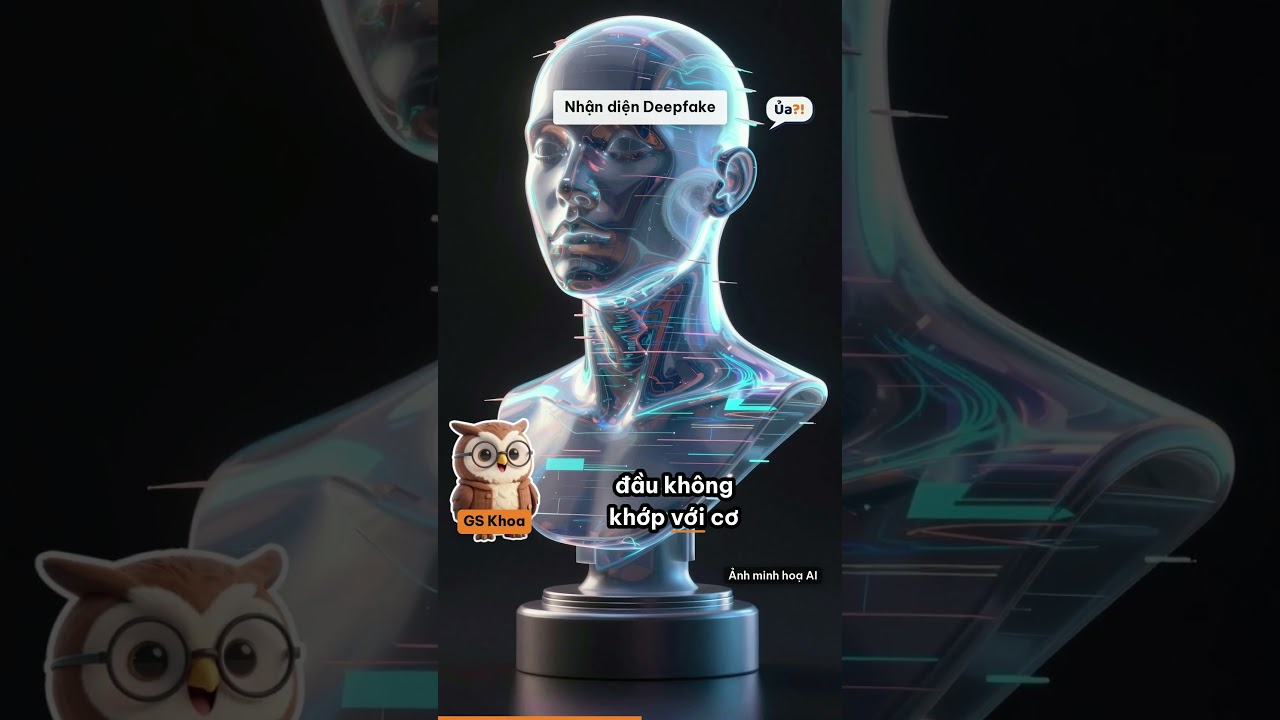 Nhận diện Deepfake
Ủa?!
đầu không
khớp với cơ
GS Khoa
Ảnh minh hoạ AI